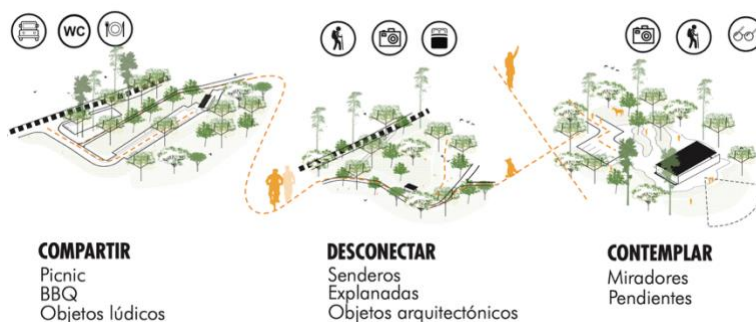 WC
COMPARTIR
Picnic
BBQ
Objetos lúdicos
DESCONECTAR
Senderos
Explanadas
Objetos arquitectónicos
CONTEMPLAR
Miradores
Pendientes